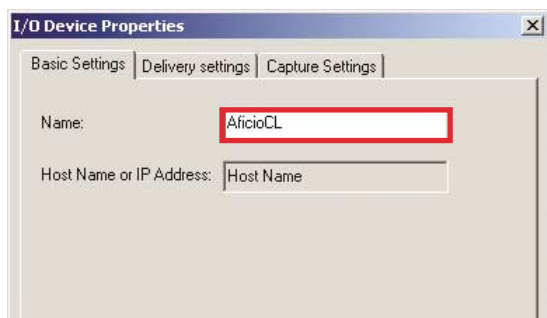 I/O Device Properties
Basic Settings Delivery settings Capture Settings
Name: AficioCL
Host Name or IP Address: Host Name